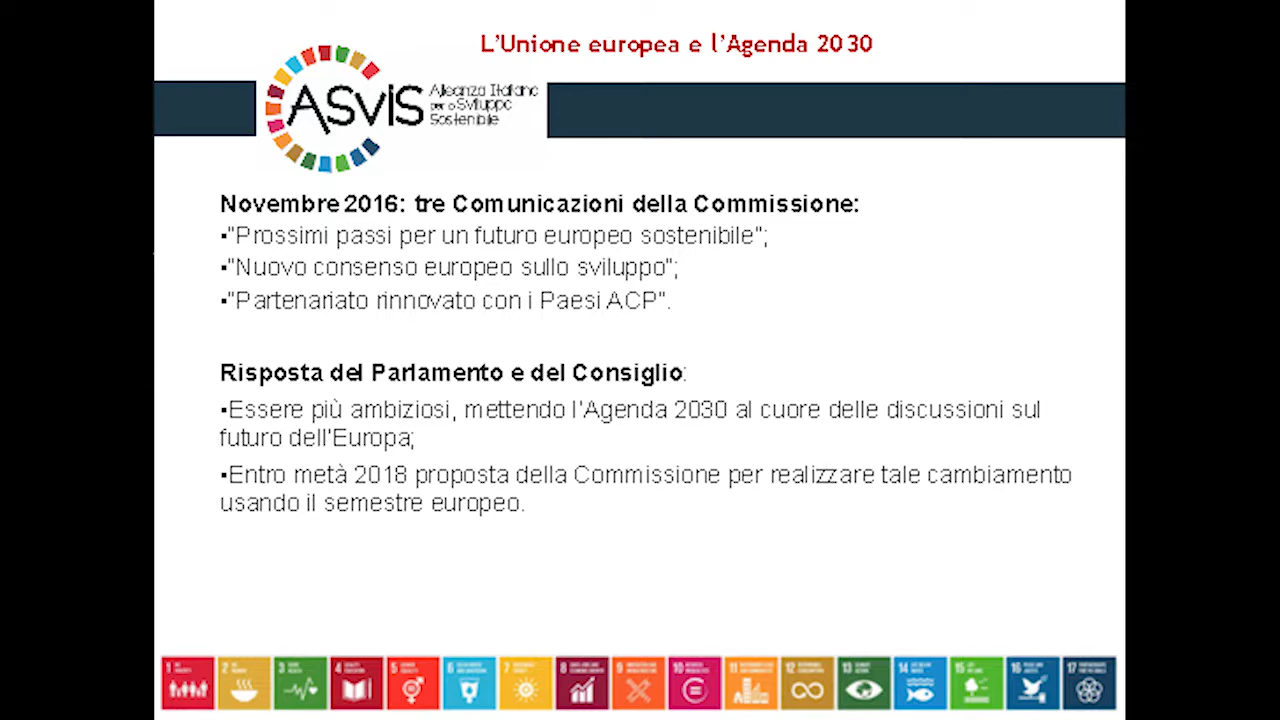 L'Unione europea e l'Agenda 2030
ASviS
Alleanza Italiana
per lo Sviluppo
Sostenibile
Novembre 2016: tre Comunicazioni della Commissione:
▪"Prossimi passi per un futuro europeo sostenibile";
▪"Nuovo consenso europeo sullo sviluppo";
▪"Partenariato rinnovato con i Paesi ACP".
Risposta del Parlamento e del Consiglio:
▪Essere più ambiziosi, mettendo l'Agenda 2030 al cuore delle discussioni sul
futuro dell'Europa;
▪Entro metà 2018 proposta della Commissione per realizzare tale cambiamento
usando il semestre europeo.
1 2 3 4 5 6 7 8 9 10 11 12 13 14 15 16 17